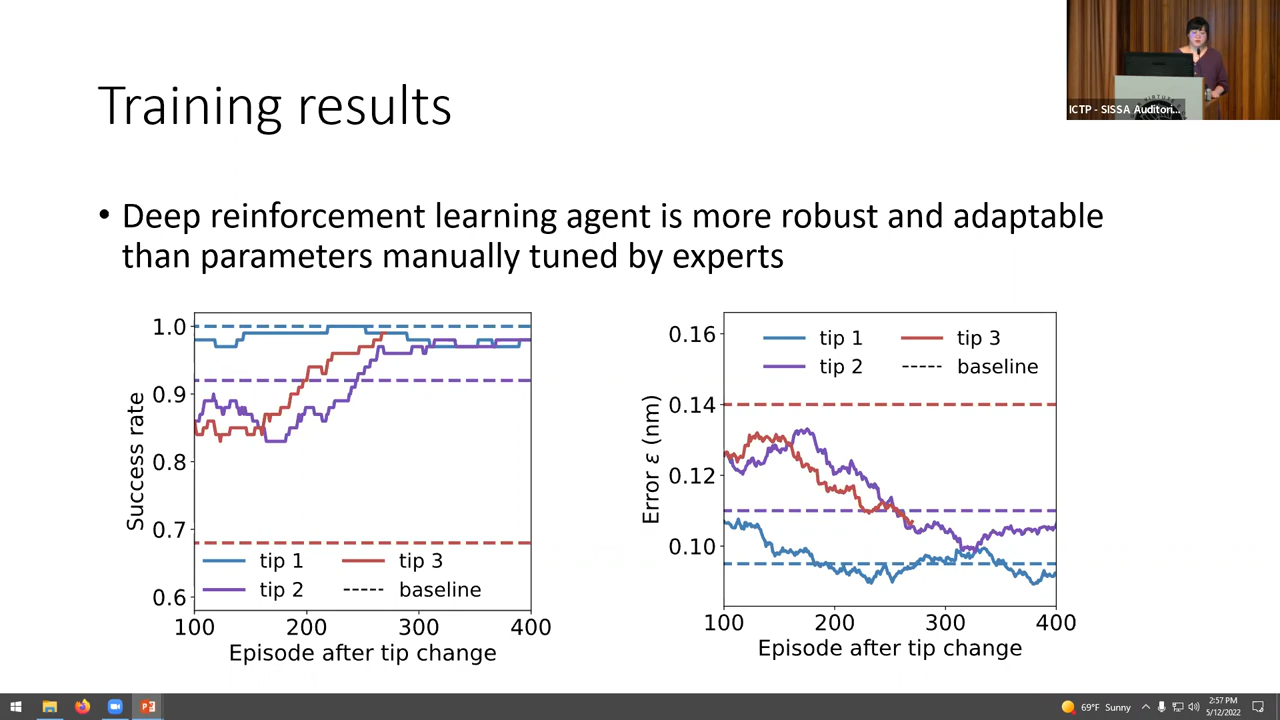 ICTP - SISSA Auditori...
Training results
• Deep reinforcement learning agent is more robust and adaptable
than parameters manually tuned by experts
1.0
0.9
0.8
0.7
0.6
Success rate
tip 1
tip 3
tip 2
baseline
100
200
300
400
Episode after tip change
0.16
0.14
0.12
0.10
Error ε (nm)
tip 1
tip 3
tip 2
baseline
100
200
300
400
Episode after tip change
69°F Sunny
2:57 PM
5/12/2022